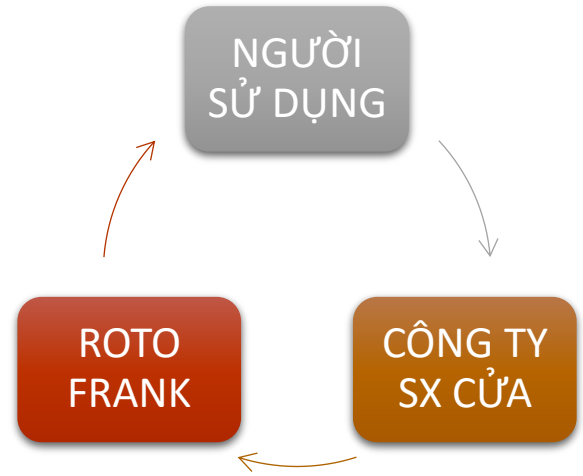 NGƯỜI
SỬ DỤNG
ROTO
FRANK
CÔNG TY
SX CỬA